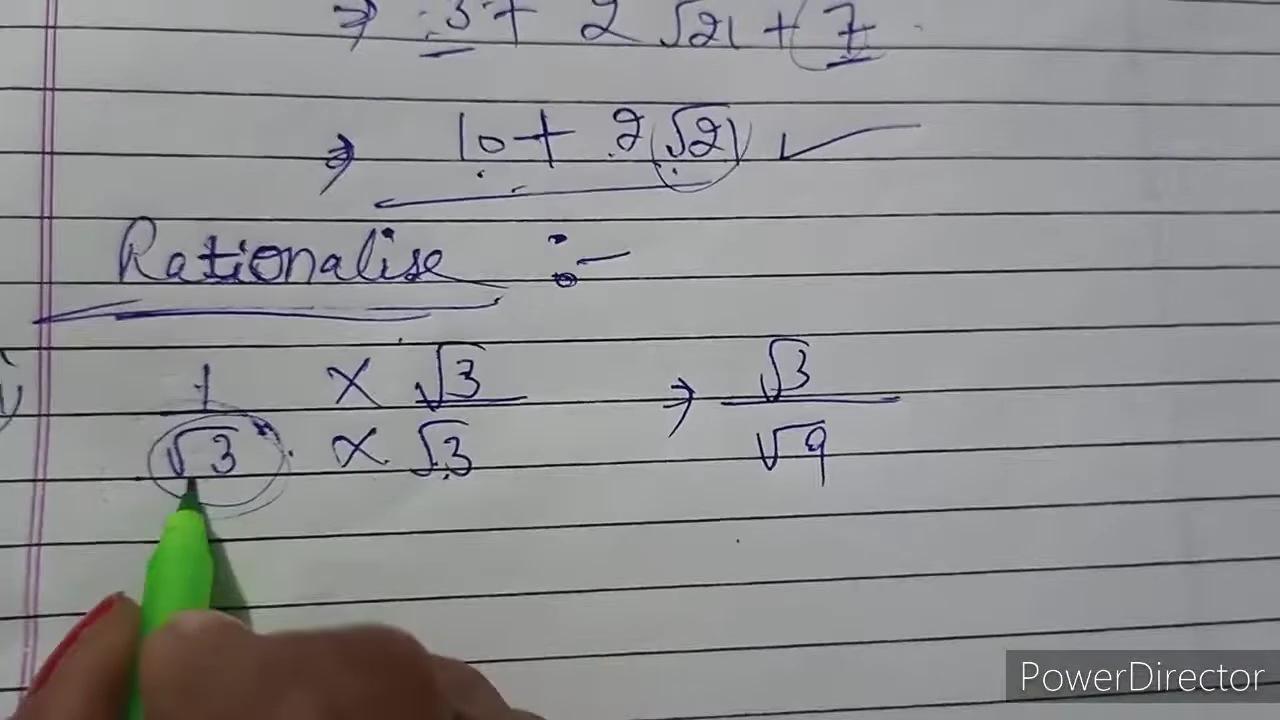 ⇒ 3 + 2√21 + 7
⇒ 10 + 2√21 ✓
Rationalise :-
i) 1/√3 × √3/√3 ⇒ √3/√9
PowerDirector